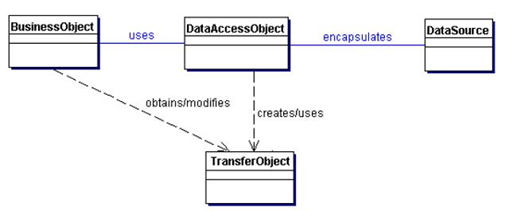 BusinessObject
uses
DataAccessObject
encapsulates
DataSource
obtains/modifies
creates/uses
TransferObject